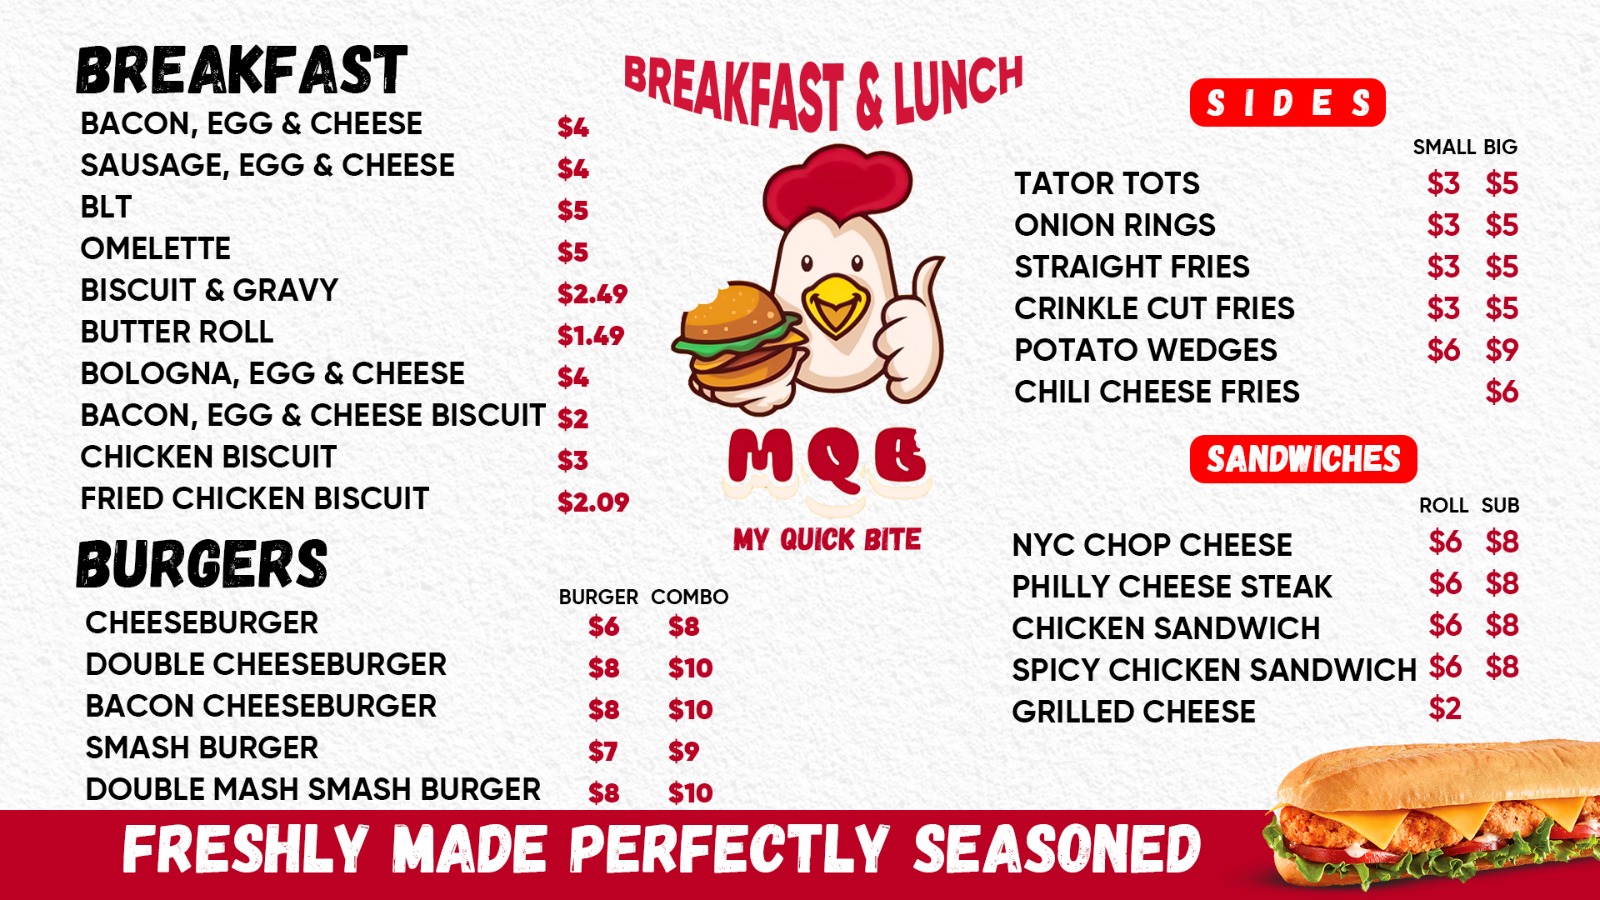 BREAKFAST
BACON, EGG & CHEESE $4
SAUSAGE, EGG & CHEESE $4
BLT $5
OMELETTE $5
BISCUIT & GRAVY $2.49
BUTTER ROLL $1.49
BOLOGNA, EGG & CHEESE $4
BACON, EGG & CHEESE BISCUIT $2
CHICKEN BISCUIT $3
FRIED CHICKEN BISCUIT $2.09
BURGERS
BURGER COMBO
CHEESEBURGER $6 $8
DOUBLE CHEESEBURGER $8 $10
BACON CHEESEBURGER $8 $10
SMASH BURGER $7 $9
DOUBLE MASH SMASH BURGER $8 $10
BREAKFAST & LUNCH
MQB
MY QUICK BITE
SIDES
SMALL BIG
TATOR TOTS $3 $5
ONION RINGS $3 $5
STRAIGHT FRIES $3 $5
CRINKLE CUT FRIES $3 $5
POTATO WEDGES $6 $9
CHILI CHEESE FRIES $6
SANDWICHES
ROLL SUB
NYC CHOP CHEESE $6 $8
PHILLY CHEESE STEAK $6 $8
CHICKEN SANDWICH $6 $8
SPICY CHICKEN SANDWICH $6 $8
GRILLED CHEESE $2
FRESHLY MADE PERFECTLY SEASONED